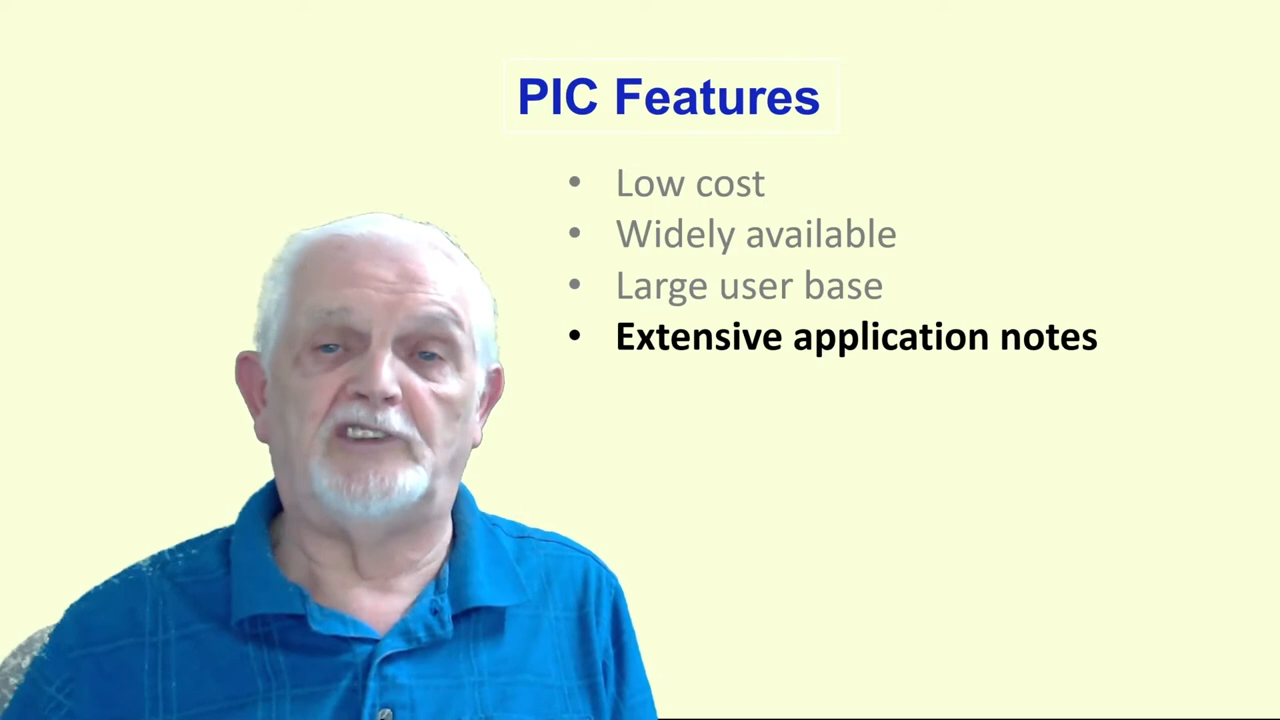 PIC Features
• Low cost
• Widely available
• Large user base
• Extensive application notes